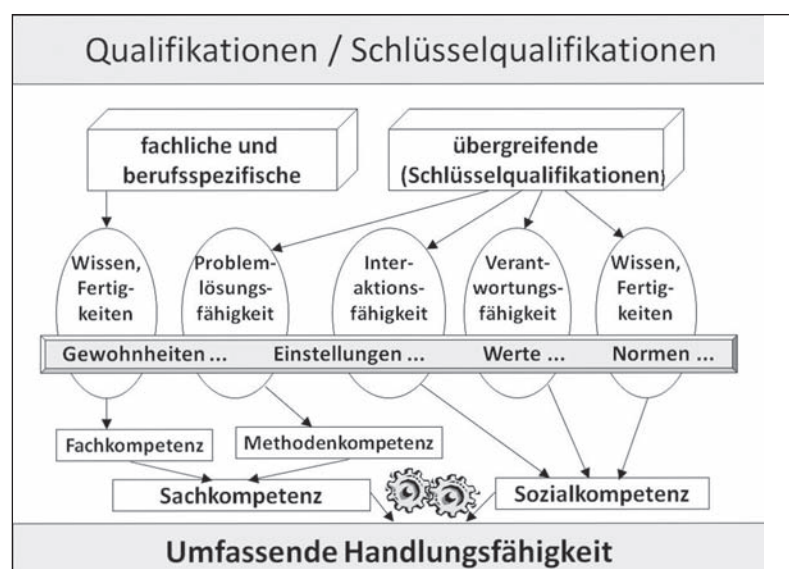 Qualifikationen / Schlüsselqualifikationen
fachliche und
berufsspezifische
übergreifende
(Schlüsselqualifikationen)
Wissen,
Fertig-
keiten
Problem-
lösungs-
fähigkeit
Inter-
aktions-
fähigkeit
Verant-
wortungs-
fähigkeit
Wissen,
Fertig-
keiten
Gewohnheiten ... Einstellungen ... Werte ... Normen ...
Fachkompetenz
Methodenkompetenz
Sachkompetenz
Sozialkompetenz
Umfassende Handlungsfähigkeit